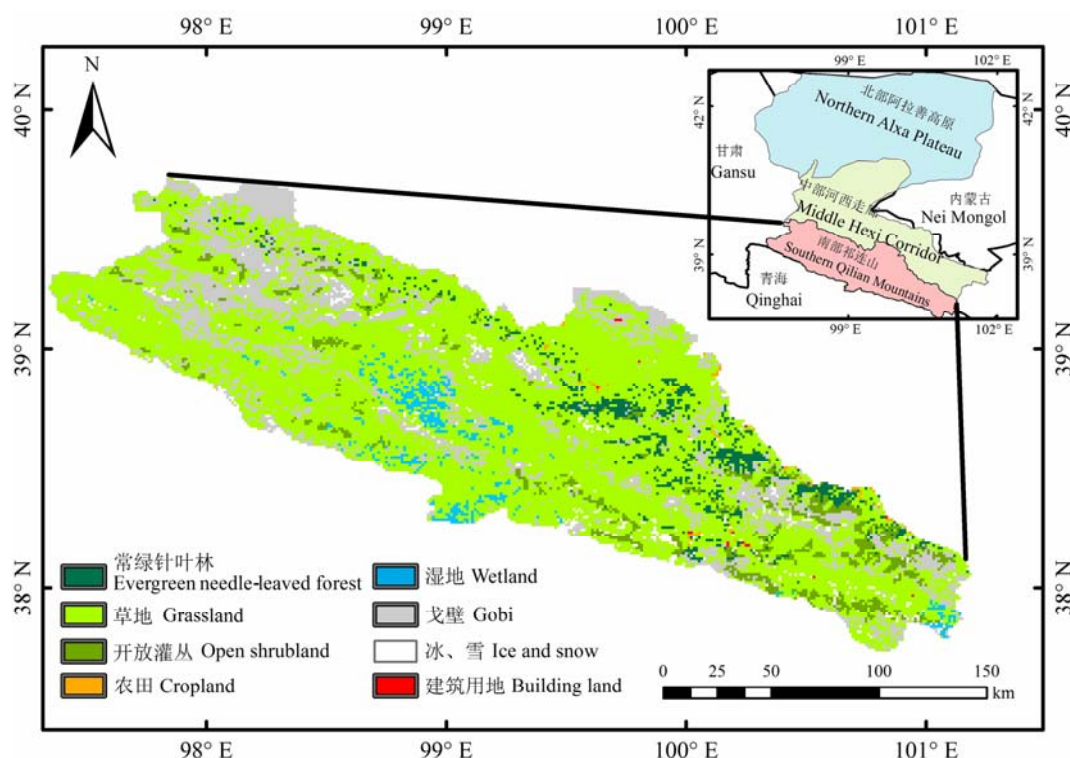 98° E
99° E
100° E
101° E
N
40° N
39° N
38° N
40° N
39° N
38° N
99° E
102° E
42° N
39° N
42° N
39° N
北部阿拉善高原
Northern Alxa Plateau
甘肃
Gansu
中部河西走廊
Middle Hexi Corridor
内蒙古
Nei Mongol
南部祁连山
Southern Qilian Mountains
青海
Qinghai
99° E
102° E
常绿针叶林
Evergreen needle-leaved forest
草地 Grassland
开放灌丛 Open shrubland
农田 Cropland
湿地 Wetland
戈壁 Gobi
冰、雪 Ice and snow
建筑用地 Building land
0 25 50 100 150
km
98° E
99° E
100° E
101° E